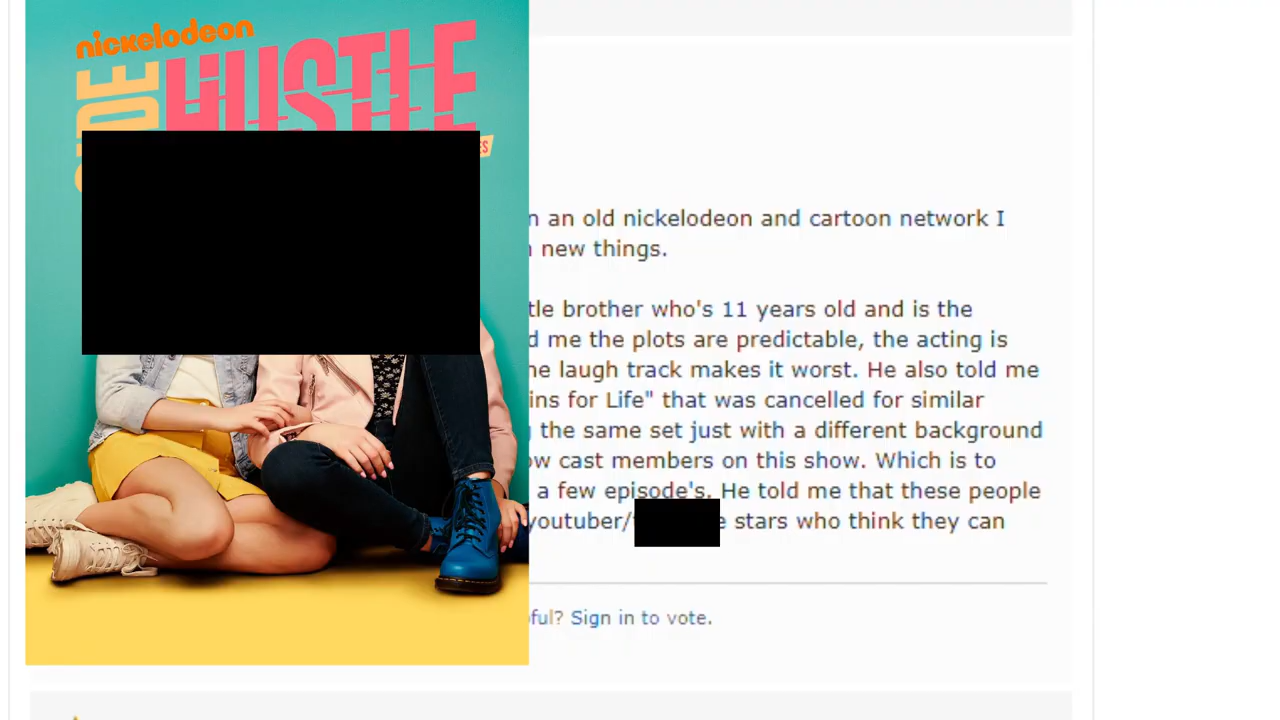 nickelodeon
HUSTLE
n an old nickelodeon and cartoon network I
new things.
tle brother who's 11 years old and is the
d me the plots are predictable, the acting is
he laugh track makes it worst. He also told me
ins for Life" that was cancelled for similar
the same set just with a different background
ow cast members on this show. Which is to
a few episode's. He told me that these people
youtuber/ stars who think they can
ful? Sign in to vote.